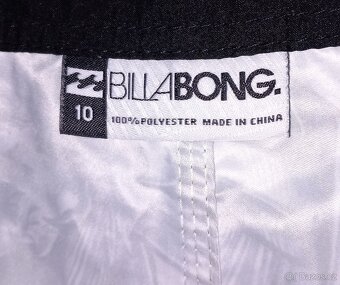 BILLABONG.
10
100% POLYESTER MADE IN CHINA